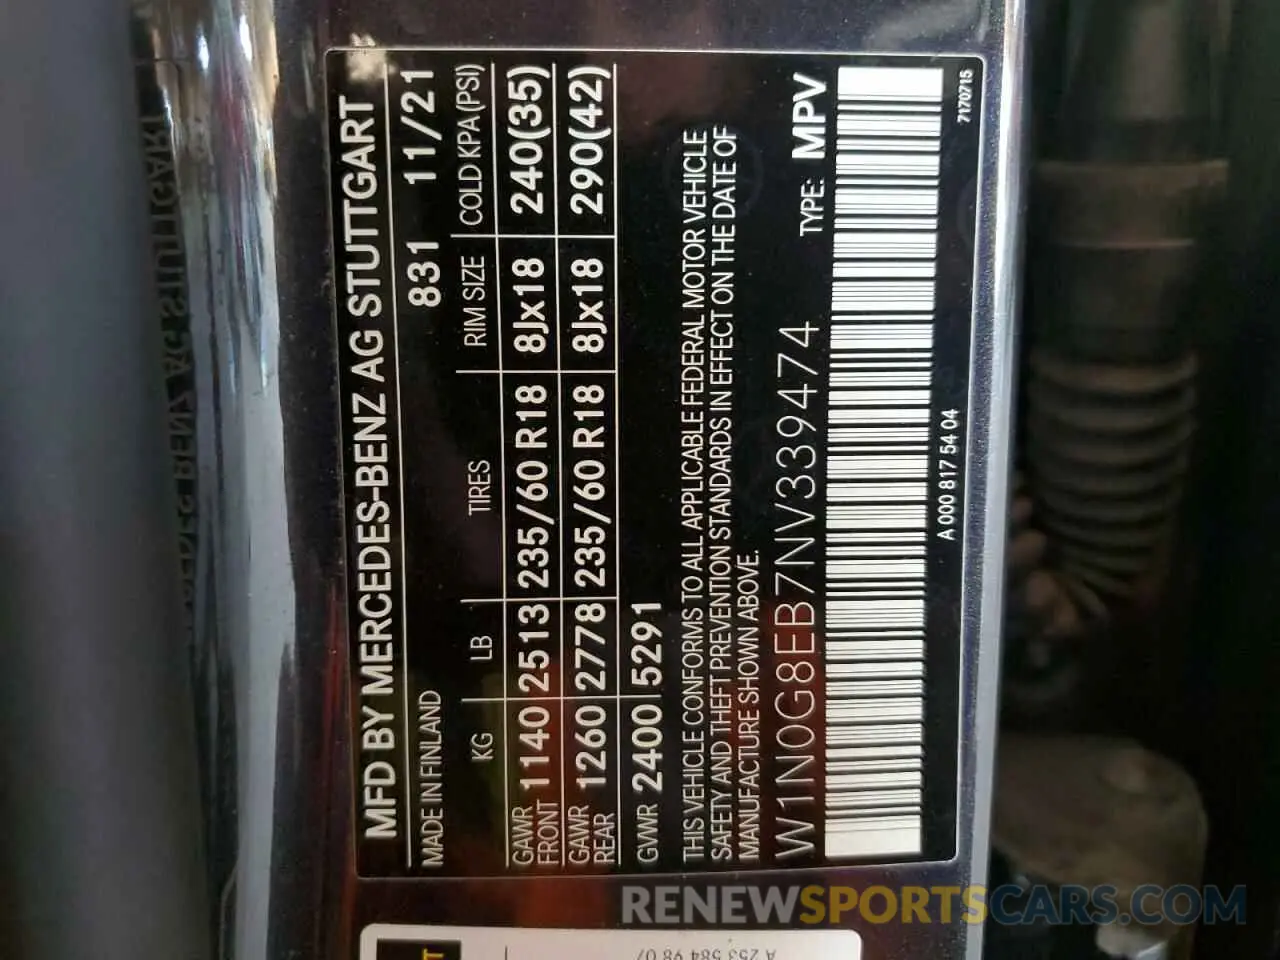 MFD BY MERCEDES-BENZ AG STUTTGART
MADE IN FINLAND 831 11/21
KG LB TIRES RIM SIZE COLD KPA(PSI)
GAWR FRONT 1140 2513 235/60 R18 8Jx18 240(35)
GAWR REAR 1260 2778 235/60 R18 8Jx18 290(42)
GVWR 2400 5291
THIS VEHICLE CONFORMS TO ALL APPLICABLE FEDERAL MOTOR VEHICLE
SAFETY AND THEFT PREVENTION STANDARDS IN EFFECT ON THE DATE OF
MANUFACTURE SHOWN ABOVE.
W1N0G8EB7NV339474 TYPE: MPV
A 000 817 54 04 7170715
A 253 584 98 07
RENEWSPORTSCARS.COM